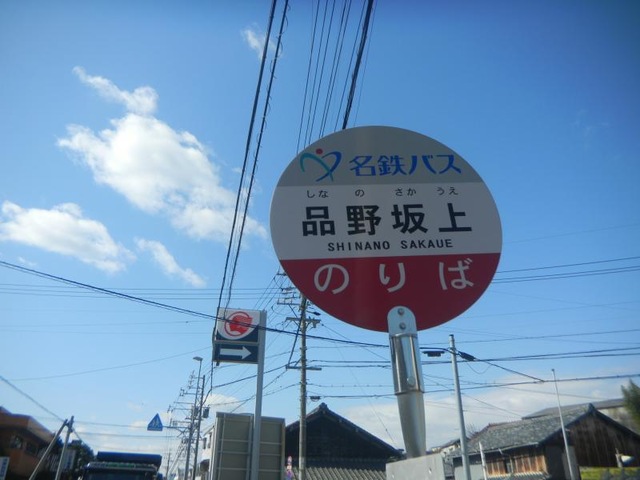 名鉄バス
しな の さか うえ
品野坂上
SHINANO SAKAUE
のりば